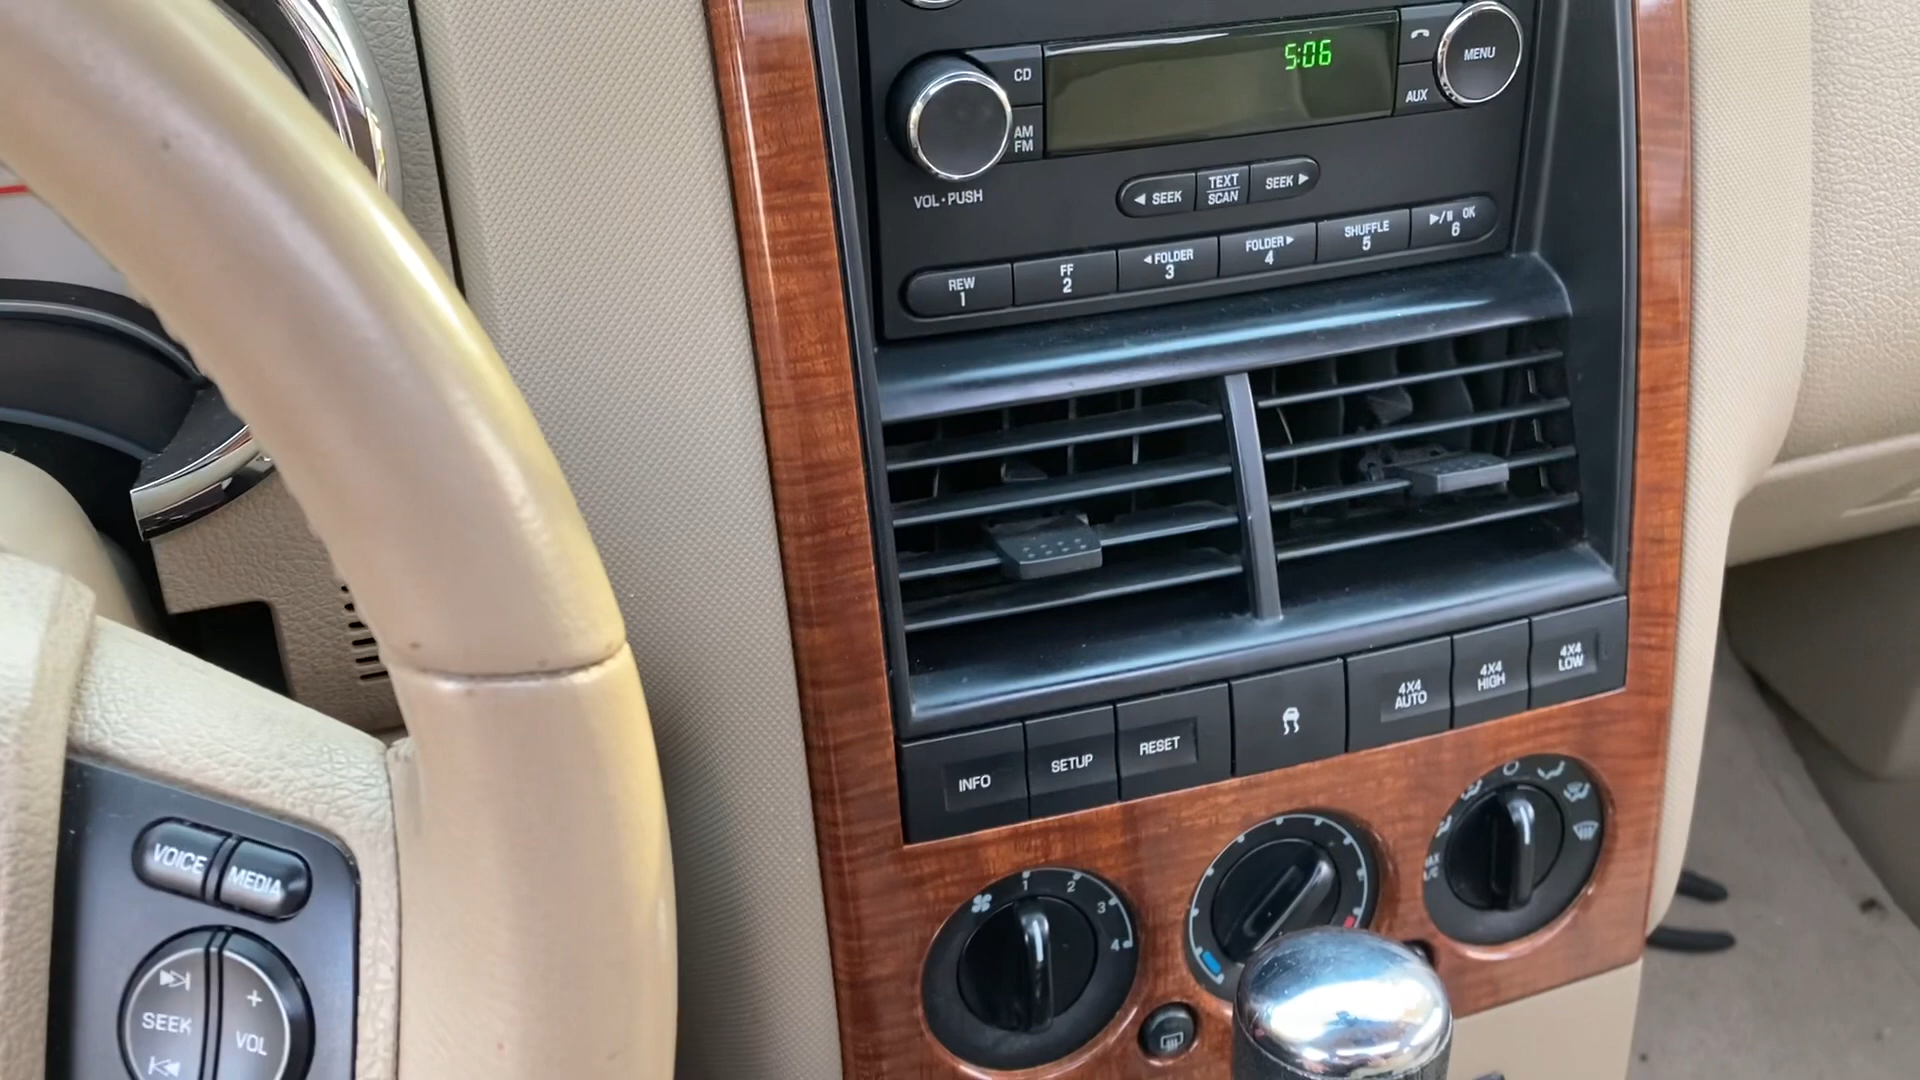 5:06
CD
MENU
AUX
AM
FM
VOL•PUSH
◄ SEEK
TEXT
SCAN
SEEK ►
REW
1
FF
2
◄FOLDER
3
FOLDER►
4
SHUFFLE
5
►/II OK
6
INFO
SETUP
RESET
4X4
AUTO
4X4
HIGH
4X4
LOW
1
2
3
4
VOICE
MEDIA
SEEK
+
VOL